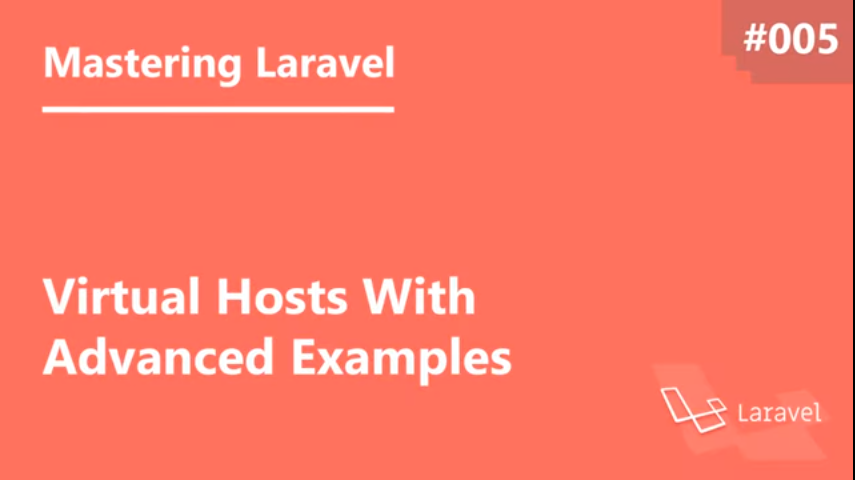 Mastering Laravel
#005
Virtual Hosts With
Advanced Examples
Laravel